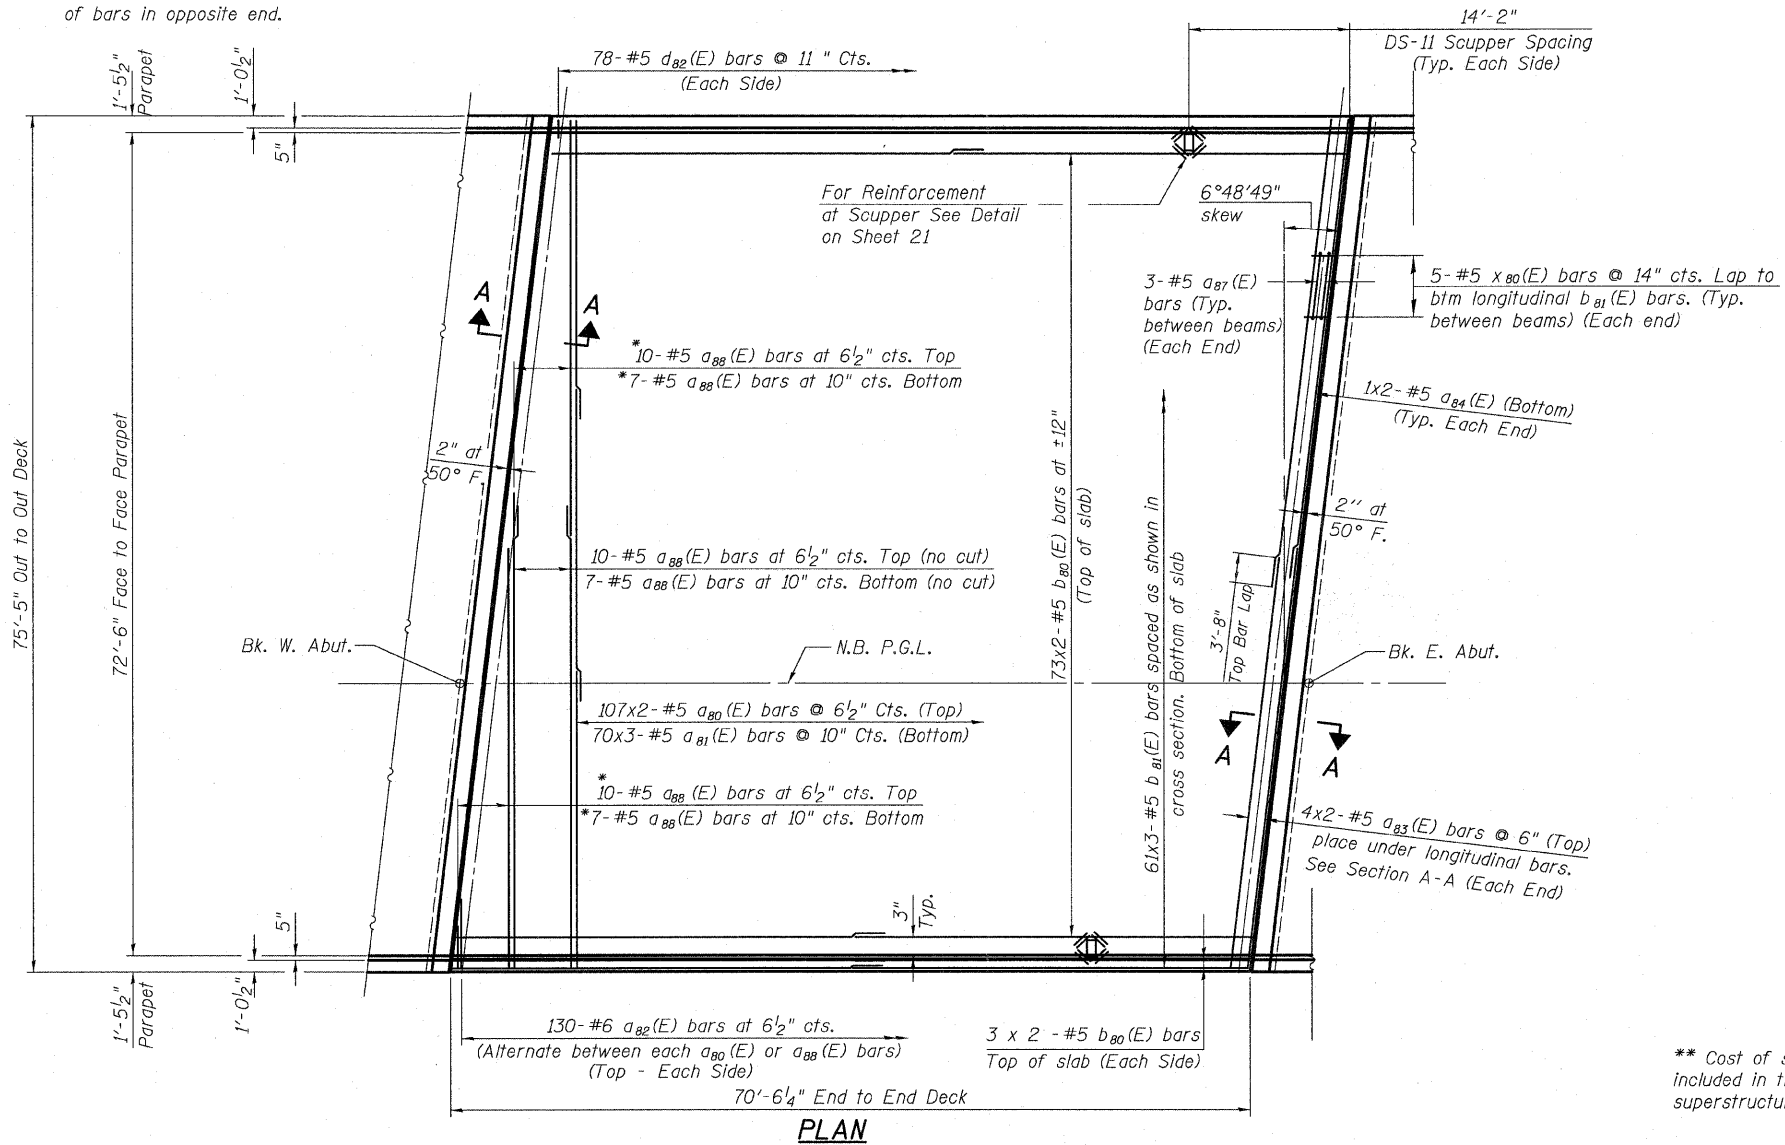 of bars in opposite end.
1'-5½"
Parapet
1'-0½"
5"
78-#5 d82(E) bars @ 11 " Cts.
(Each Side)
14'-2"
DS-11 Scupper Spacing
(Typ. Each Side)
For Reinforcement
at Scupper See Detail
on Sheet 21
6°48'49"
skew
A
A
3-#5 a87(E)
bars (Typ.
between beams)
(Each End)
5-#5 x80(E) bars @ 14" cts. Lap to
btm longitudinal b81(E) bars. (Typ.
between beams) (Each end)
*10-#5 a88(E) bars at 6½" cts. Top
*7-#5 a88(E) bars at 10" cts. Bottom
1x2-#5 a84(E) (Bottom)
(Typ. Each End)
75'-5" Out to Out Deck
72'-6" Face to Face Parapet
2" at
50° F.
73x2-#5 b80(E) bars at ±12"
(Top of slab)
61x3-#5 b81(E) bars spaced as shown in
cross section. Bottom of slab
2" at
50° F.
10-#5 a88(E) bars at 6½" cts. Top (no cut)
7-#5 a88(E) bars at 10" cts. Bottom (no cut)
3'-8"
Top Bar Lap
Bk. W. Abut.
N.B. P.G.L.
Bk. E. Abut.
107x2-#5 a80(E) bars @ 6½" Cts. (Top)
70x3-#5 a81(E) bars @ 10" Cts. (Bottom)
A
A
*10-#5 a88(E) bars at 6½" cts. Top
*7-#5 a88(E) bars at 10" cts. Bottom
4x2-#5 a83(E) bars @ 6" (Top)
place under longitudinal bars.
See Section A-A (Each End)
3"
Typ.
5"
1'-5½"
Parapet
1'-0½"
130-#6 a82(E) bars at 6½" cts.
(Alternate between each a80(E) or a88(E) bars)
(Top - Each Side)
3 x 2 -#5 b80(E) bars
Top of slab (Each Side)
70'-6¼" End to End Deck
PLAN
** Cost of s
included in t
superstructu